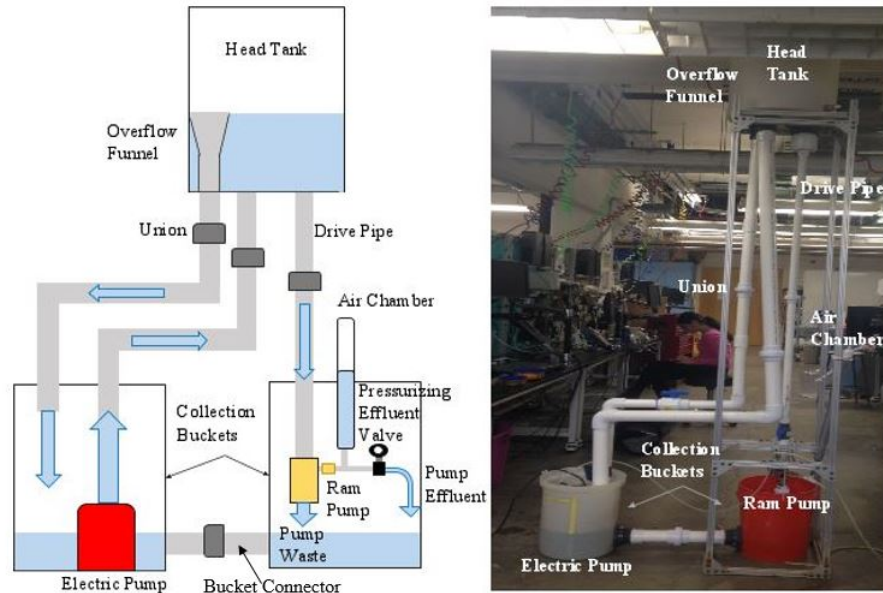 Head Tank
Overflow
Funnel
Union
Drive Pipe
Air Chamber
Pressurizing
Effluent
Valve
Collection
Buckets
Ram
Pump
Pump
Effluent
Pump
Waste
Electric Pump
Bucket Connector
Head
Tank
Overflow
Funnel
Drive Pipe
Union
Air
Chamber
Collection
Buckets
Ram Pump
Electric Pump